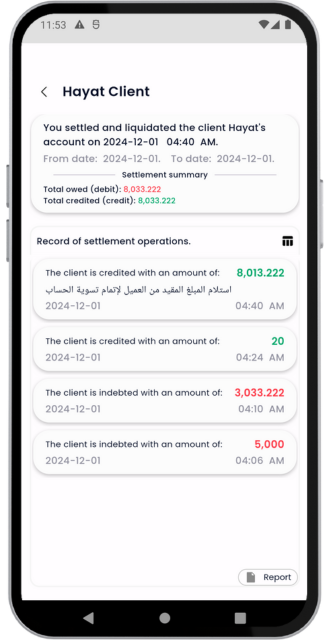 11:53
Hayat Client
You settled and liquidated the client Hayat's
account on 2024-12-01 04:40 AM.
From date: 2024-12-01. To date: 2024-12-01.
Settlement summary
Total owed (debit): 8,033.222
Total credited (credit): 8,033.222
Record of settlement operations.
The client is credited with an amount of: 8,013.222
استلام المبلغ المقيد من العميل لإتمام تسوية الحساب
2024-12-01 04:40 AM
The client is credited with an amount of: 20
2024-12-01 04:24 AM
The client is indebted with an amount of: 3,033.222
2024-12-01 04:10 AM
The client is indebted with an amount of: 5,000
2024-12-01 04:06 AM
Report